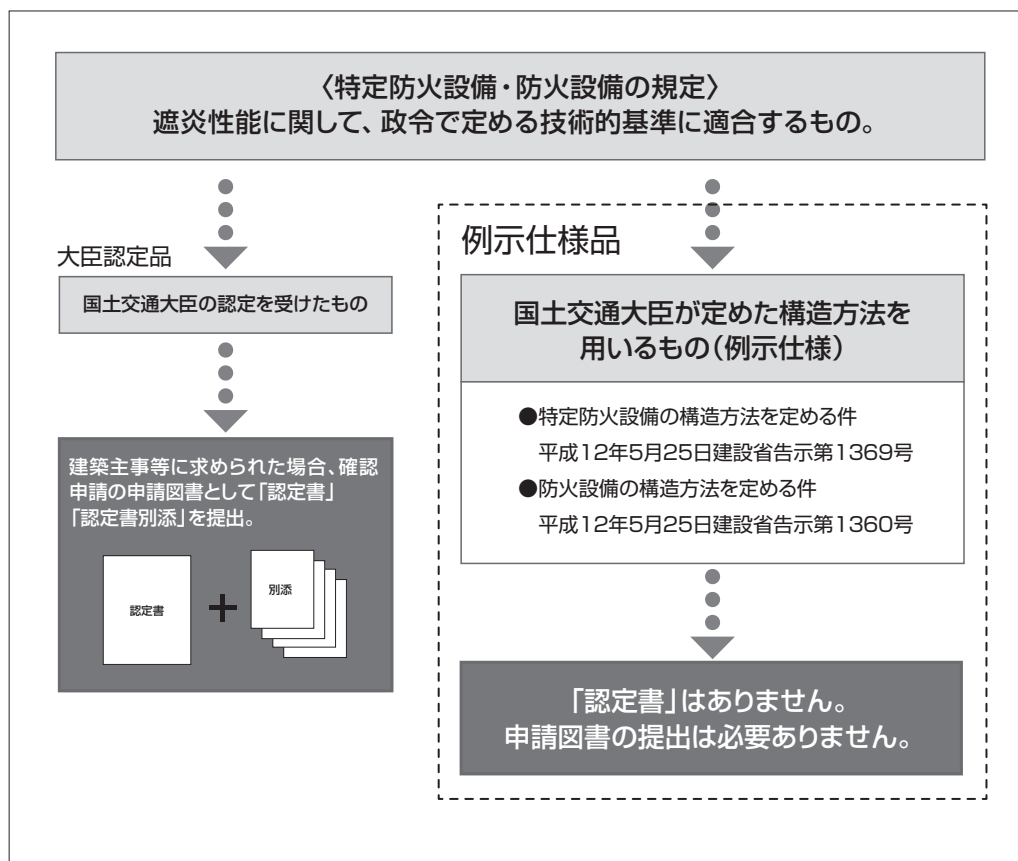 〈特定防火設備・防火設備の規定〉
遮炎性能に関して、政令で定める技術的基準に適合するもの。
大臣認定品
国土交通大臣の認定を受けたもの
建築主事等に求められた場合、確認
申請の申請図書として「認定書」
「認定書別添」を提出。
認定書
+
別添
例示仕様品
国土交通大臣が定めた構造方法を
用いるもの(例示仕様)
●特定防火設備の構造方法を定める件
平成12年5月25日建設省告示第1369号
●防火設備の構造方法を定める件
平成12年5月25日建設省告示第1360号
「認定書」はありません。
申請図書の提出は必要ありません。